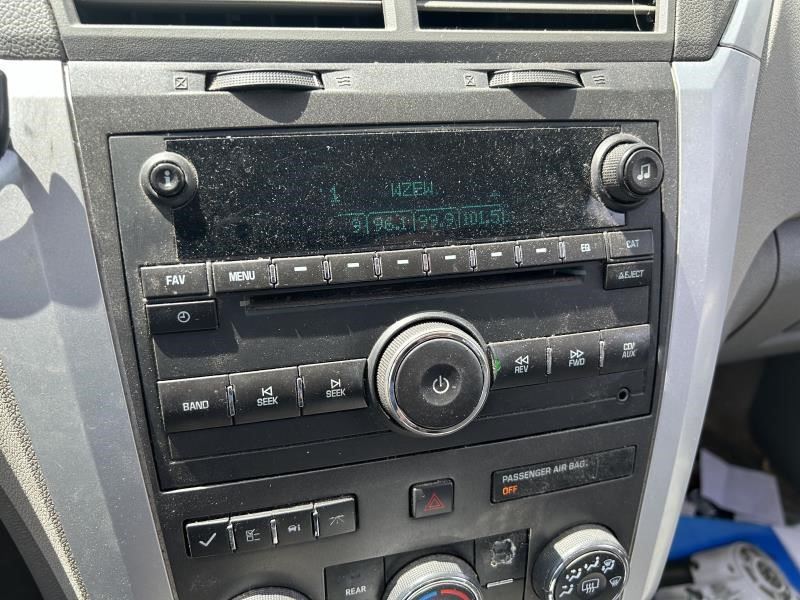 1 WZEW
9 96.1 99.9 101.5
FAV MENU EQ CAT
EJECT
BAND SEEK SEEK REV FWD CD/
AUX
PASSENGER AIR BAG
OFF
REAR